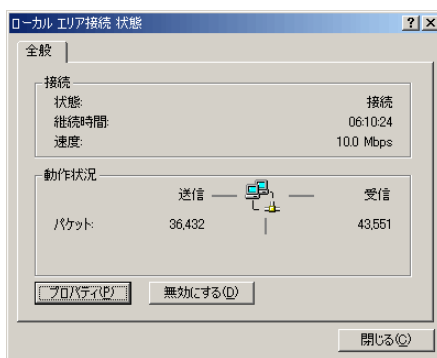 ローカル エリア接続 状態
全般
接続
状態: 接続
継続時間: 06:10:24
速度: 10.0 Mbps
動作状況
送信 受信
パケット: 36,432 43,551
プロパティ(P) 無効にする(D)
閉じる(C)